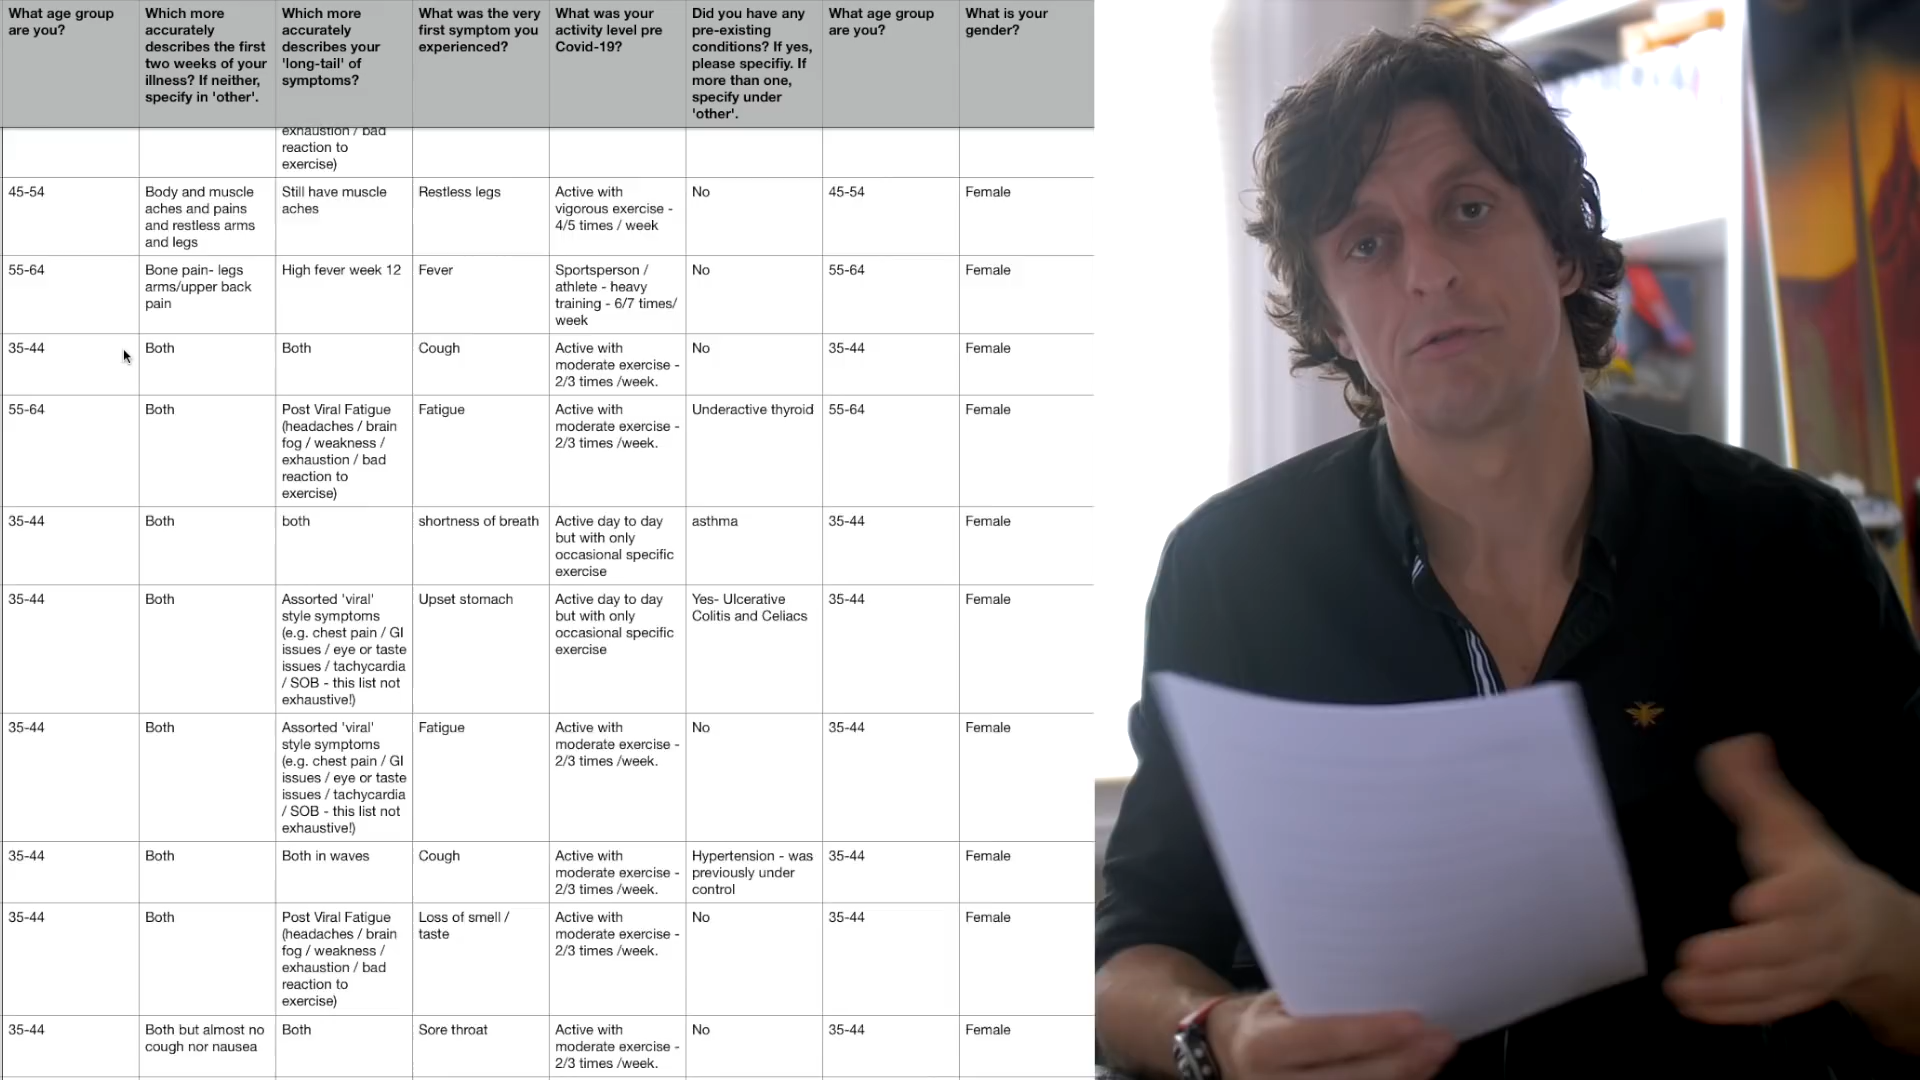 What age group
are you?
Which more
accurately
describes the first
two weeks of your
illness? If neither,
specify in 'other'.
Which more
accurately
describes your
'long-tail' of
symptoms?
What was the very
first symptom you
experienced?
What was your
activity level pre
Covid-19?
Did you have any
pre-existing
conditions? If yes,
please specifiy. If
more than one,
specify under
'other'.
What age group
are you?
What is your
gender?
exhaustion / bad
reaction to
exercise)
45-54
Body and muscle
aches and pains
and restless arms
and legs
Still have muscle
aches
Restless legs
Active with
vigorous exercise -
4/5 times / week
No
45-54
Female
55-64
Bone pain- legs
arms/upper back
pain
High fever week 12
Fever
Sportsperson /
athlete - heavy
training - 6/7 times/
week
No
55-64
Female
35-44
Both
Both
Cough
Active with
moderate exercise -
2/3 times /week.
No
35-44
Female
55-64
Both
Post Viral Fatigue
(headaches / brain
fog / weakness /
exhaustion / bad
reaction to
exercise)
Fatigue
Active with
moderate exercise -
2/3 times /week.
Underactive thyroid
55-64
Female
35-44
Both
both
shortness of breath
Active day to day
but with only
occasional specific
exercise
asthma
35-44
Female
35-44
Both
Assorted 'viral'
style symptoms
(e.g. chest pain / GI
issues / eye or taste
issues / tachycardia
/ SOB - this list not
exhaustive!)
Upset stomach
Active day to day
but with only
occasional specific
exercise
Yes- Ulcerative
Colitis and Celiacs
35-44
Female
35-44
Both
Assorted 'viral'
style symptoms
(e.g. chest pain / GI
issues / eye or taste
issues / tachycardia
/ SOB - this list not
exhaustive!)
Fatigue
Active with
moderate exercise -
2/3 times /week.
No
35-44
Female
35-44
Both
Both in waves
Cough
Active with
moderate exercise -
2/3 times /week.
Hypertension - was
previously under
control
35-44
Female
35-44
Both
Post Viral Fatigue
(headaches / brain
fog / weakness /
exhaustion / bad
reaction to
exercise)
Loss of smell /
taste
Active with
moderate exercise -
2/3 times /week.
No
35-44
Female
35-44
Both but almost no
cough nor nausea
Both
Sore throat
Active with
moderate exercise -
2/3 times /week.
No
35-44
Female